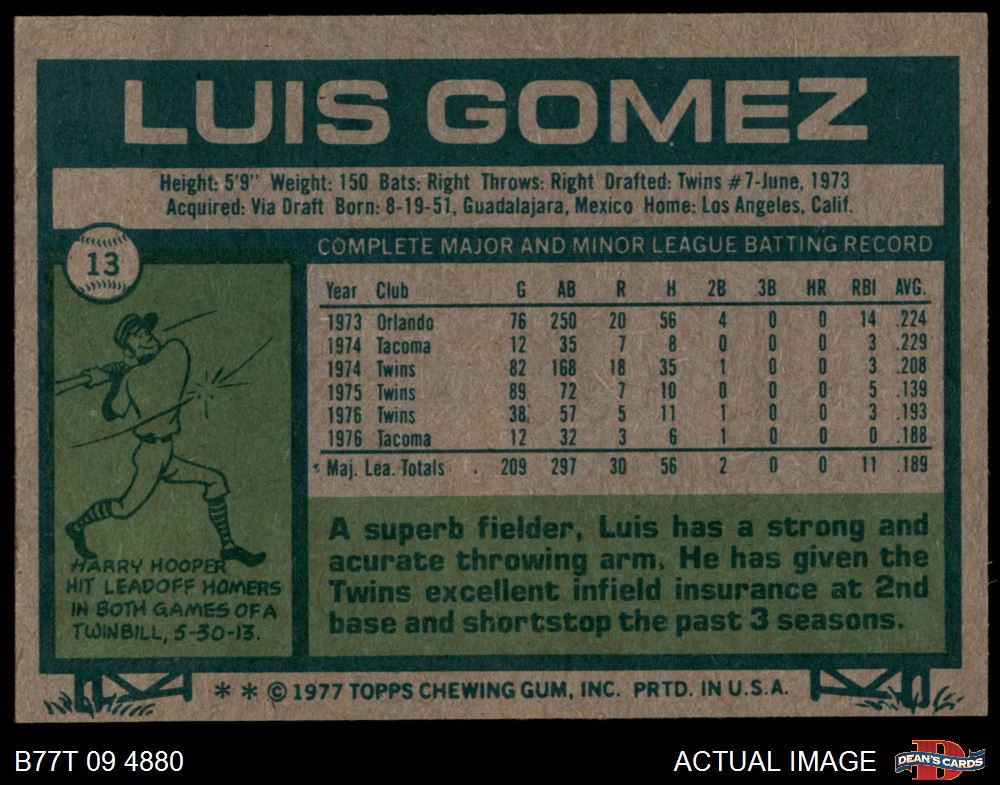 LUIS GOMEZ
Height: 5'9" Weight: 150 Bats: Right Throws: Right Drafted: Twins #7-June, 1973
Acquired: Via Draft Born: 8-19-51, Guadalajara, Mexico Home: Los Angeles, Calif.
13
COMPLETE MAJOR AND MINOR LEAGUE BATTING RECORD
Year Club G AB R H 2B 3B HR RBI AVG.
1973 Orlando 76 250 20 56 4 0 0 14 .224
1974 Tacoma 12 35 7 8 0 0 0 3 .229
1974 Twins 82 168 18 35 1 0 0 3 .208
1975 Twins 89 72 7 10 0 0 0 5 .139
1976 Twins 38 57 5 11 1 0 0 3 .193
1976 Tacoma 12 32 3 6 1 0 0 0 .188
Maj. Lea. Totals 209 297 30 56 2 0 0 11 .189
HARRY HOOPER
HIT LEADOFF HOMERS
IN BOTH GAMES OF A
TWINBILL, 5-30-13.
A superb fielder, Luis has a strong and
acurate throwing arm. He has given the
Twins excellent infield insurance at 2nd
base and shortstop the past 3 seasons.
* * © 1977 TOPPS CHEWING GUM, INC. PRTD. IN U.S.A.
B77T 09 4880
ACTUAL IMAGE
D
DEAN'S CARDS